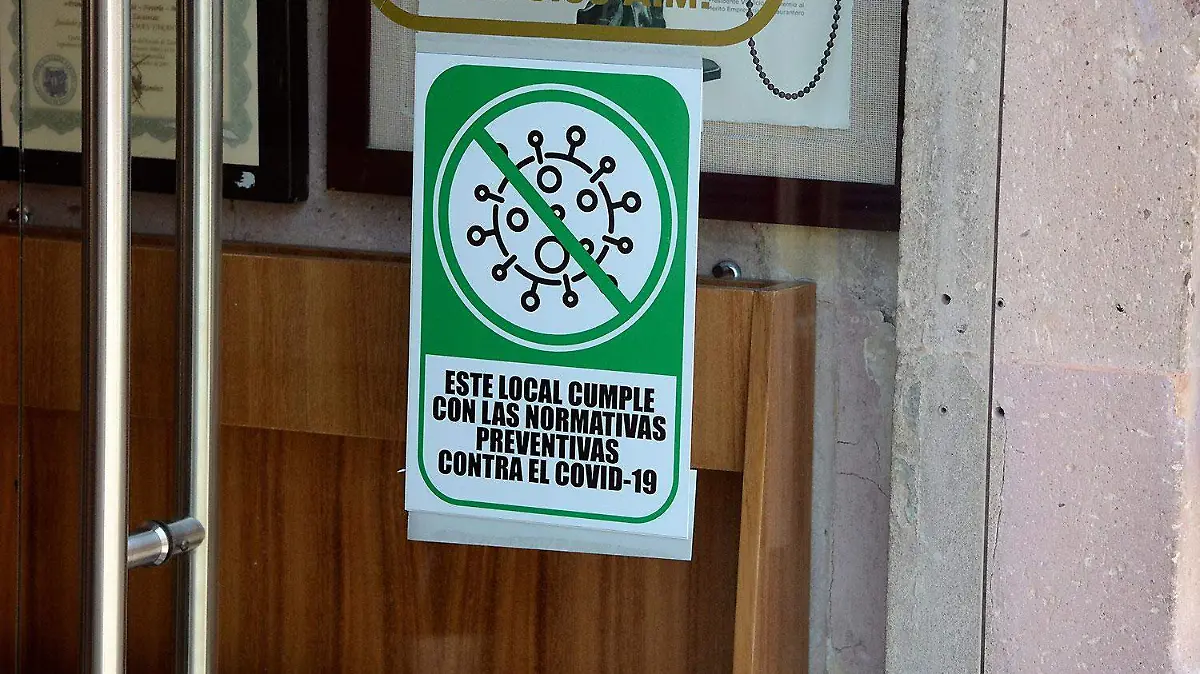 ESTE LOCAL CUMPLE
CON LAS NORMATIVAS
PREVENTIVAS
CONTRA EL COVID-19